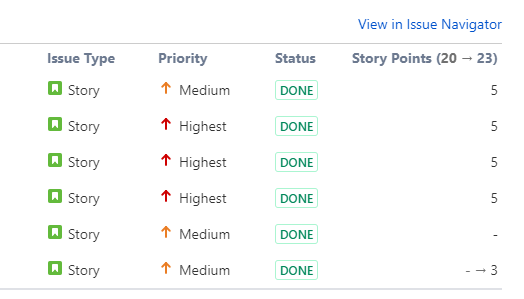 View in Issue Navigator
Issue Type Priority Status Story Points (20 → 23)
Story Medium DONE 5
Story Highest DONE 5
Story Highest DONE 5
Story Highest DONE 5
Story Medium DONE -
Story Medium DONE - → 3